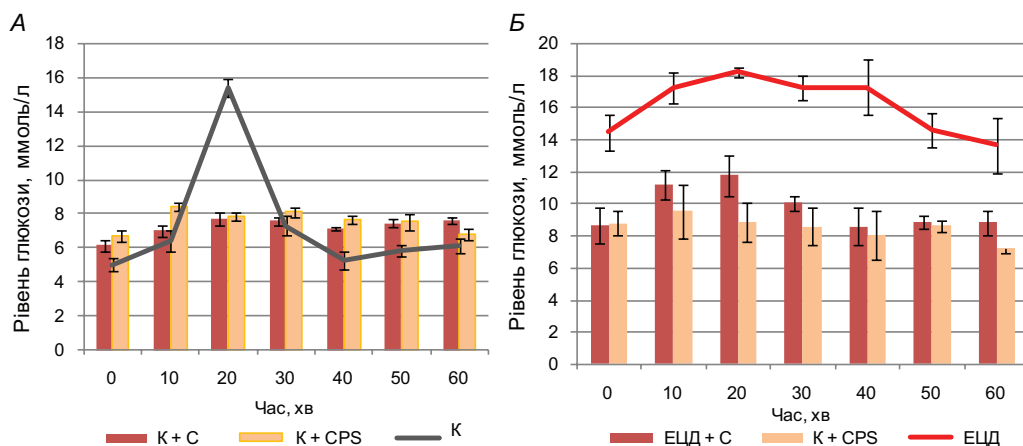 А
Рівень глюкози, ммоль/л
18
16
14
12
10
8
6
4
2
0
0 10 20 30 40 50 60
Час, хв
К + С К + CPS К
Б
Рівень глюкози, ммоль/л
20
18
16
14
12
10
8
6
4
2
0
0 10 20 30 40 50 60
Час, хв
ЕЦД + С К + CPS ЕЦД